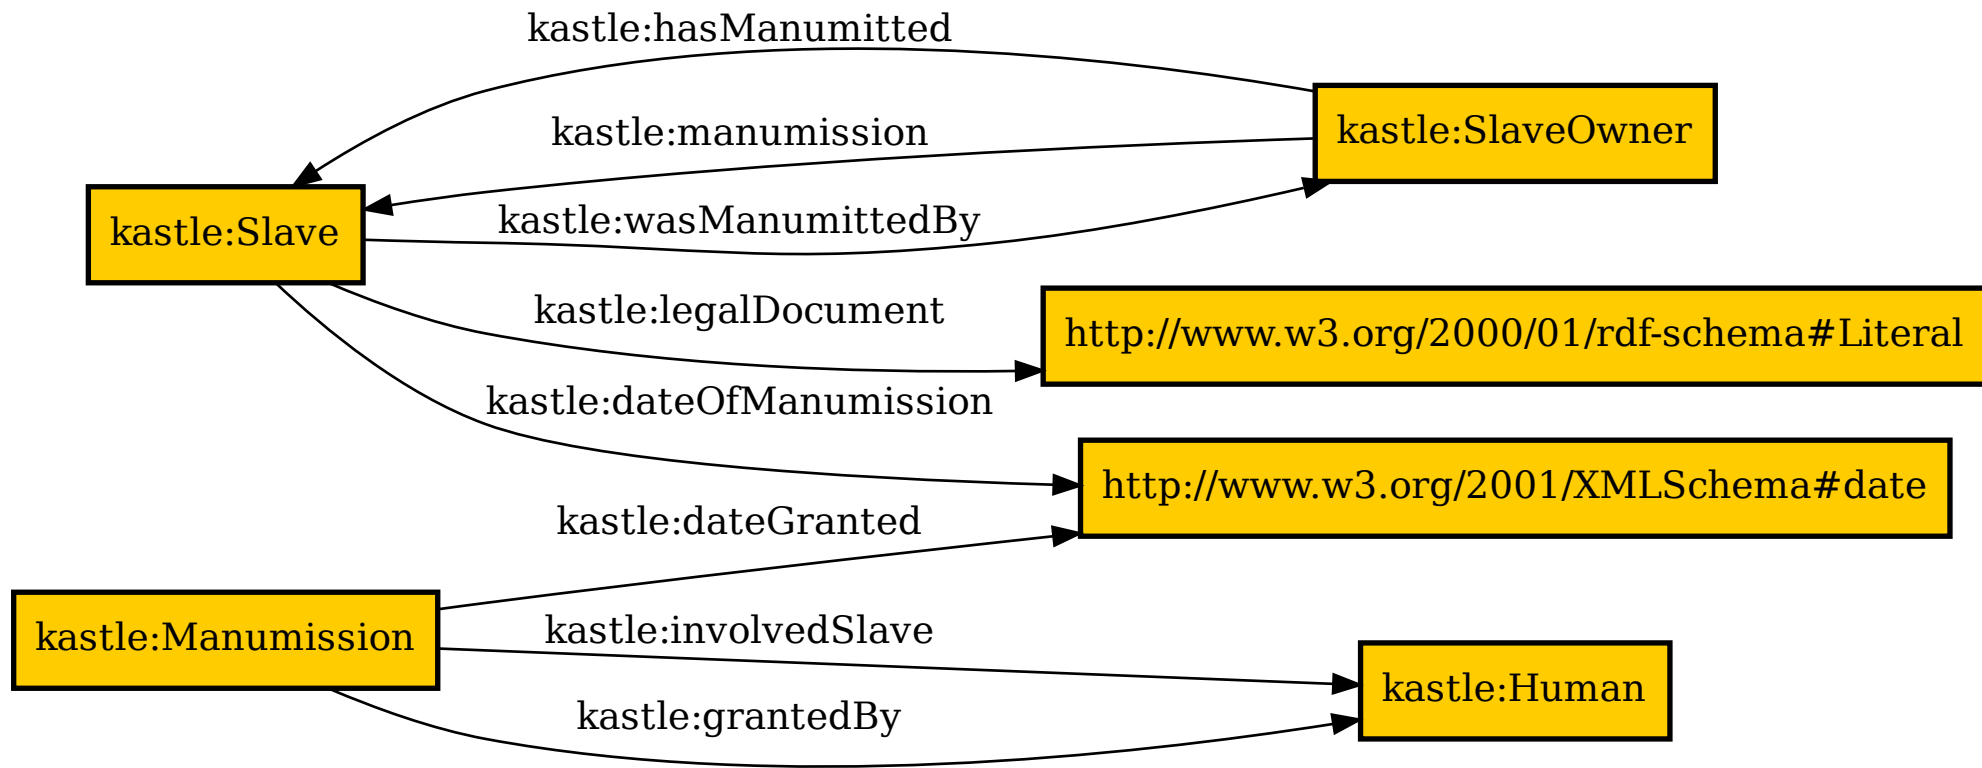 kastle:hasManumitted
kastle:SlaveOwner
kastle:manumission
kastle:wasManumittedBy
kastle:Slave
kastle:legalDocument
http://www.w3.org/2000/01/rdf-schema#Literal
kastle:dateOfManumission
http://www.w3.org/2001/XMLSchema#date
kastle:dateGranted
kastle:involvedSlave
kastle:Manumission
kastle:Human
kastle:grantedBy